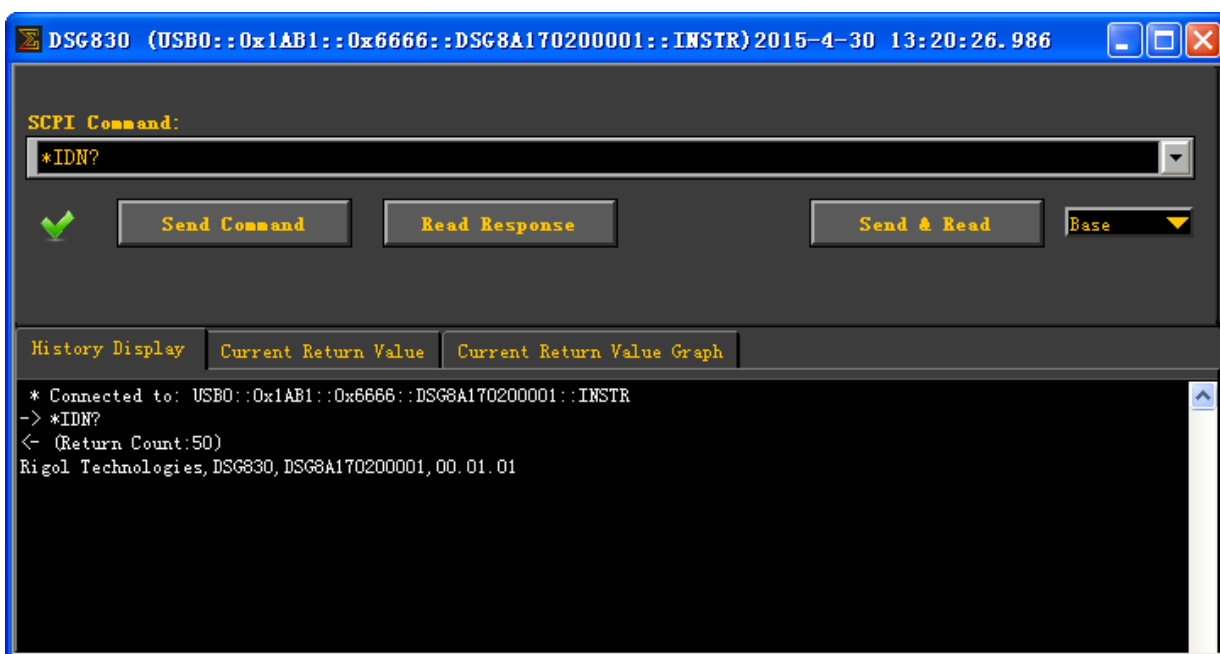 DSG830 (USB0::0x1AB1::0x6666::DSG8A170200001::INSTR)2015-4-30 13:20:26.986
SCPI Command:
*IDN?
Send Command Read Response Send & Read Base
History Display Current Return Value Current Return Value Graph
* Connected to: USB0::0x1AB1::0x6666::DSG8A170200001::INSTR
-> *IDN?
<- (Return Count:50)
Rigol Technologies,DSG830,DSG8A170200001,00.01.01